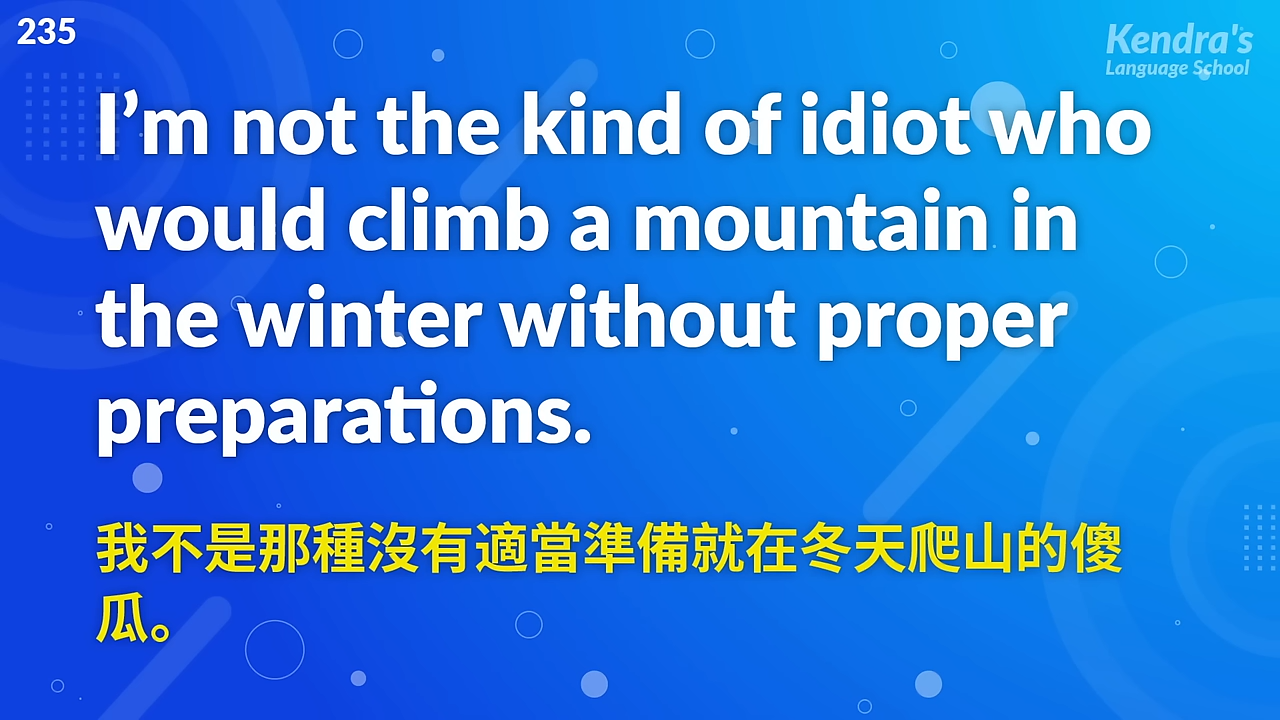 235
Kendra's
Language School
I’m not the kind of idiot who
would climb a mountain in
the winter without proper
preparations.
我不是那種沒有適當準備就在冬天爬山的傻
瓜。